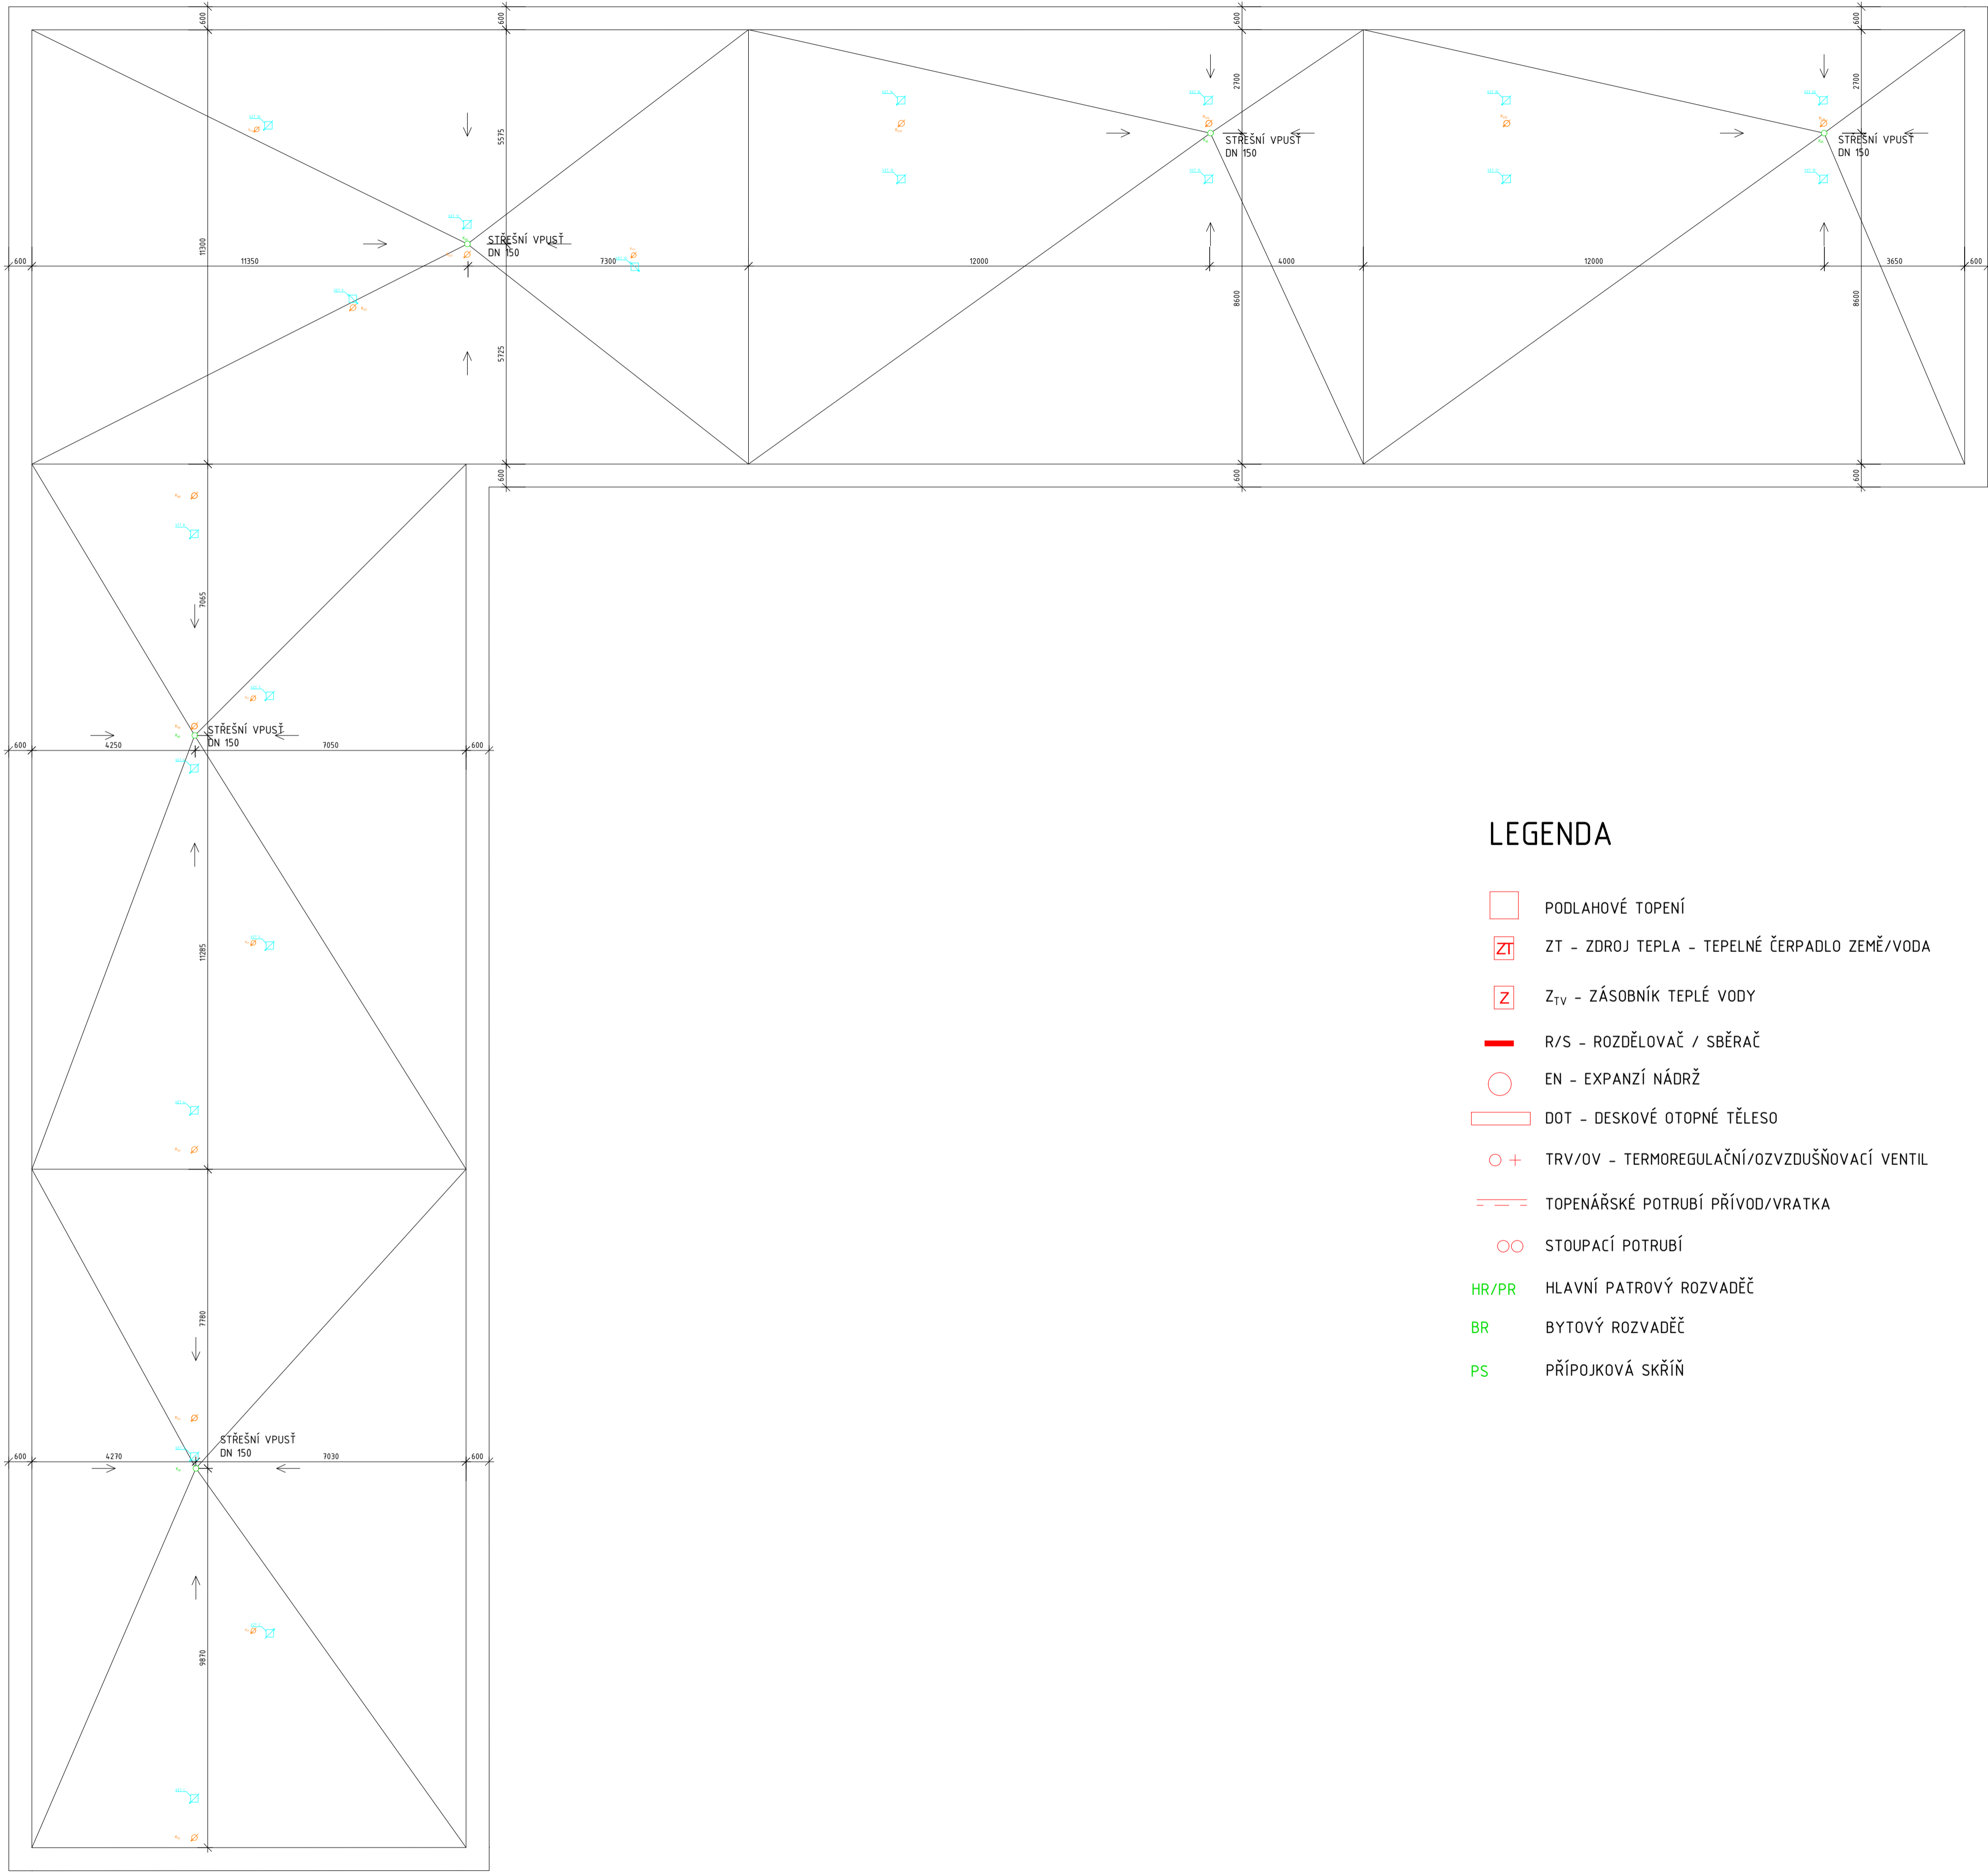 600
600
600
600
2700
2700
5575
11300
STŘEŠNÍ VPUSŤ
DN 150
STŘEŠNÍ VPUSŤ
DN 150
STŘEŠNÍ VPUSŤ
DN 150
600
11350
7300
12000
4000
12000
3650
600
8600
8600
5725
600
600
600
7065
STŘEŠNÍ VPUSŤ
DN 150
600
4250
7050
600
11285
7780
STŘEŠNÍ VPUSŤ
DN 150
600
4270
7030
600
9870
LEGENDA
PODLAHOVÉ TOPENÍ
ZT ZT - ZDROJ TEPLA - TEPELNÉ ČERPADLO ZEMĚ/VODA
Z ZTV - ZÁSOBNÍK TEPLÉ VODY
R/S - ROZDĚLOVAČ / SBĚRAČ
EN - EXPANZÍ NÁDRŽ
DOT - DESKOVÉ OTOPNÉ TĚLESO
TRV/OV - TERMOREGULAČNÍ/OZVZDUŠŇOVACÍ VENTIL
TOPENÁŘSKÉ POTRUBÍ PŘÍVOD/VRATKA
STOUPACÍ POTRUBÍ
HR/PR HLAVNÍ PATROVÝ ROZVADĚČ
BR BYTOVÝ ROZVADĚČ
PS PŘÍPOJKOVÁ SKŘÍŇ